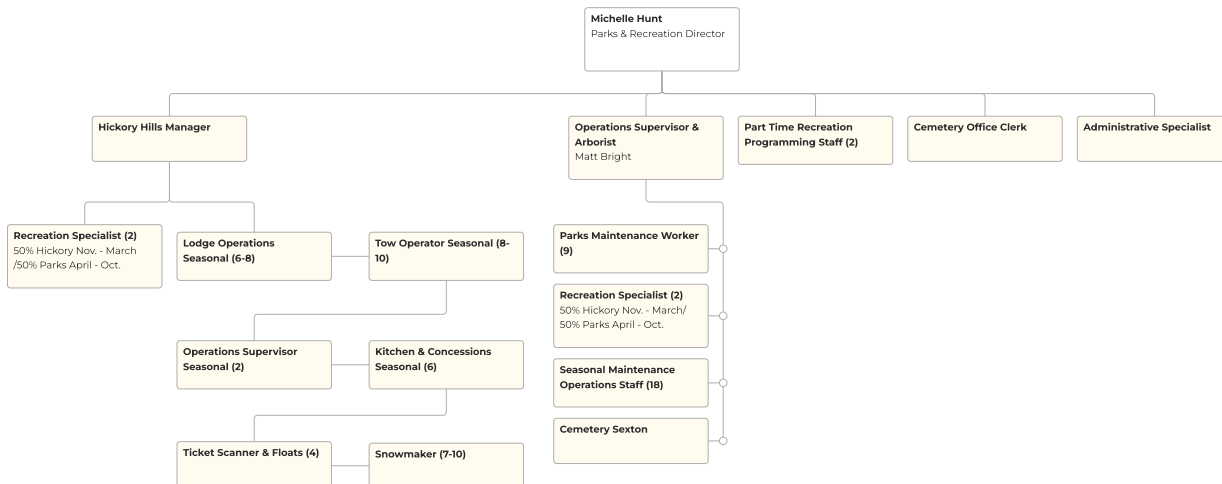 Michelle Hunt
Parks & Recreation Director
Hickory Hills Manager
Operations Supervisor &
Arborist
Matt Bright
Part Time Recreation
Programming Staff (2)
Cemetery Office Clerk
Administrative Specialist
Recreation Specialist (2)
50% Hickory Nov. - March
/50% Parks April - Oct.
Lodge Operations
Seasonal (6-8)
Tow Operator Seasonal (8-
10)
Operations Supervisor
Seasonal (2)
Kitchen & Concessions
Seasonal (6)
Ticket Scanner & Floats (4)
Snowmaker (7-10)
Parks Maintenance Worker
(9)
Recreation Specialist (2)
50% Hickory Nov. - March/
50% Parks April - Oct.
Seasonal Maintenance
Operations Staff (18)
Cemetery Sexton